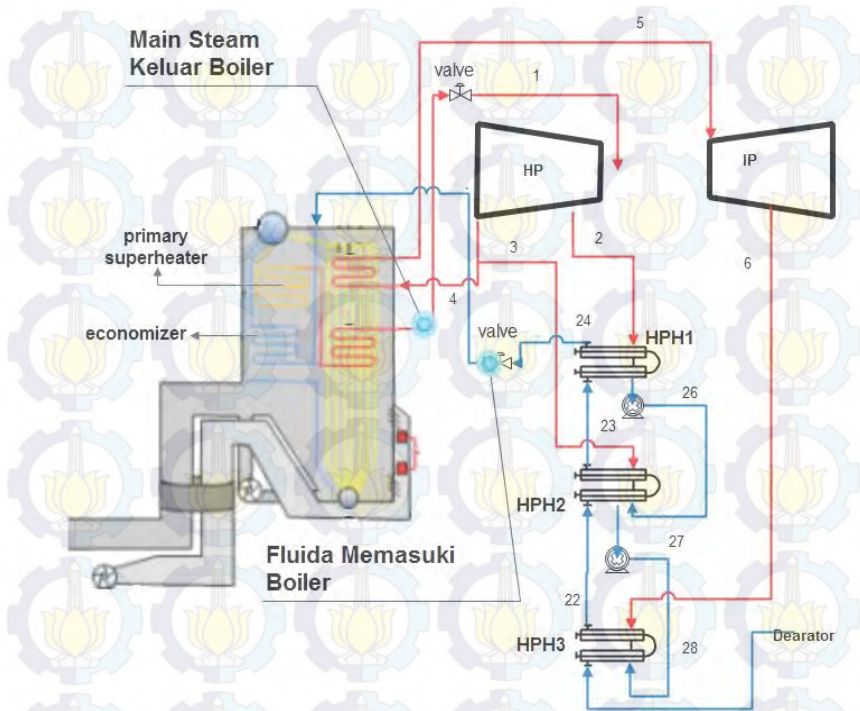 5
Main Steam
Keluar Boiler
valve
1
HP
IP
primary
superheater
3
2
6
4
economizer
valve
24
HPH1
26
23
HPH2
27
Fluida Memasuki
Boiler
22
HPH3
28
Dearator